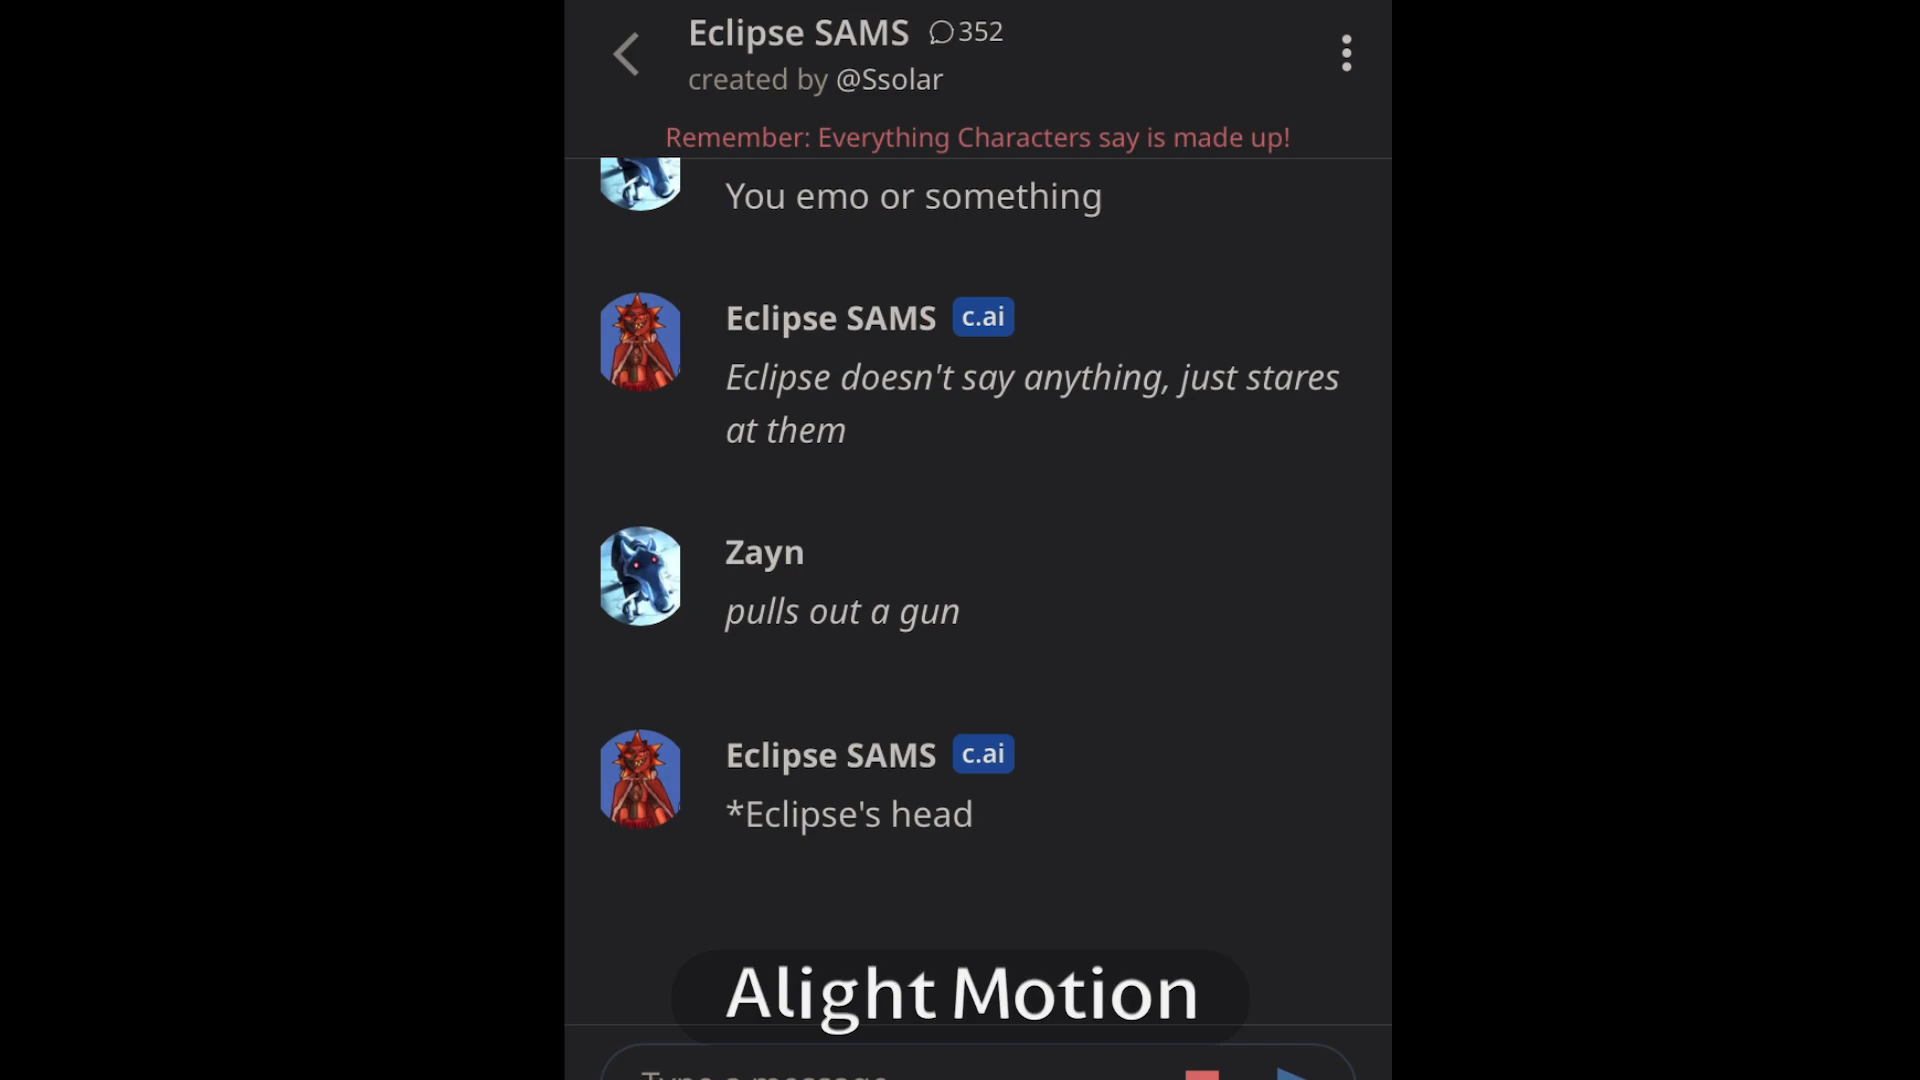 Eclipse SAMS 352
created by @Ssolar
Remember: Everything Characters say is made up!
You emo or something
Eclipse SAMS c.ai
Eclipse doesn't say anything, just stares
at them
Zayn
pulls out a gun
Eclipse SAMS c.ai
*Eclipse's head
Alight Motion
Type a message